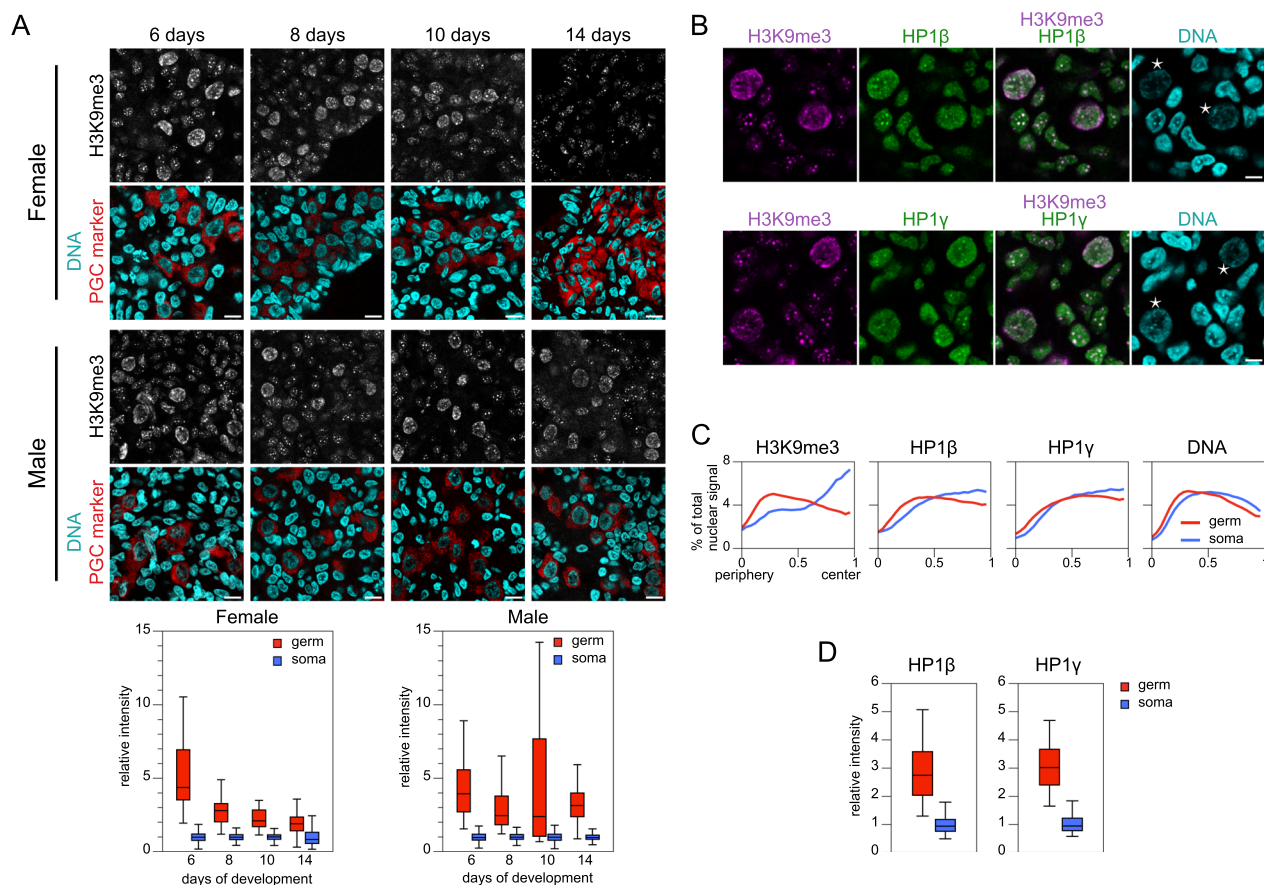 A
6 days 8 days 10 days 14 days
Female
H3K9me3
DNA
PGC marker
Male
H3K9me3
DNA
PGC marker
Female
15
10
5
0
relative intensity
germ
soma
6 8 10 14
days of development
Male
15
10
5
0
relative intensity
germ
soma
6 8 10 14
days of development
B
H3K9me3 HP1β H3K9me3 HP1β DNA
H3K9me3 HP1γ H3K9me3 HP1γ DNA
C
H3K9me3 HP1β HP1γ DNA
8
4
0
% of total
nuclear signal
germ
soma
0 0.5 1 0 0.5 1 0 0.5 1 0 0.5 1
periphery center
D
HP1β HP1γ
6 6
5 5
4 4
3 3
2 2
1 1
0 0
relative intensity
germ
soma